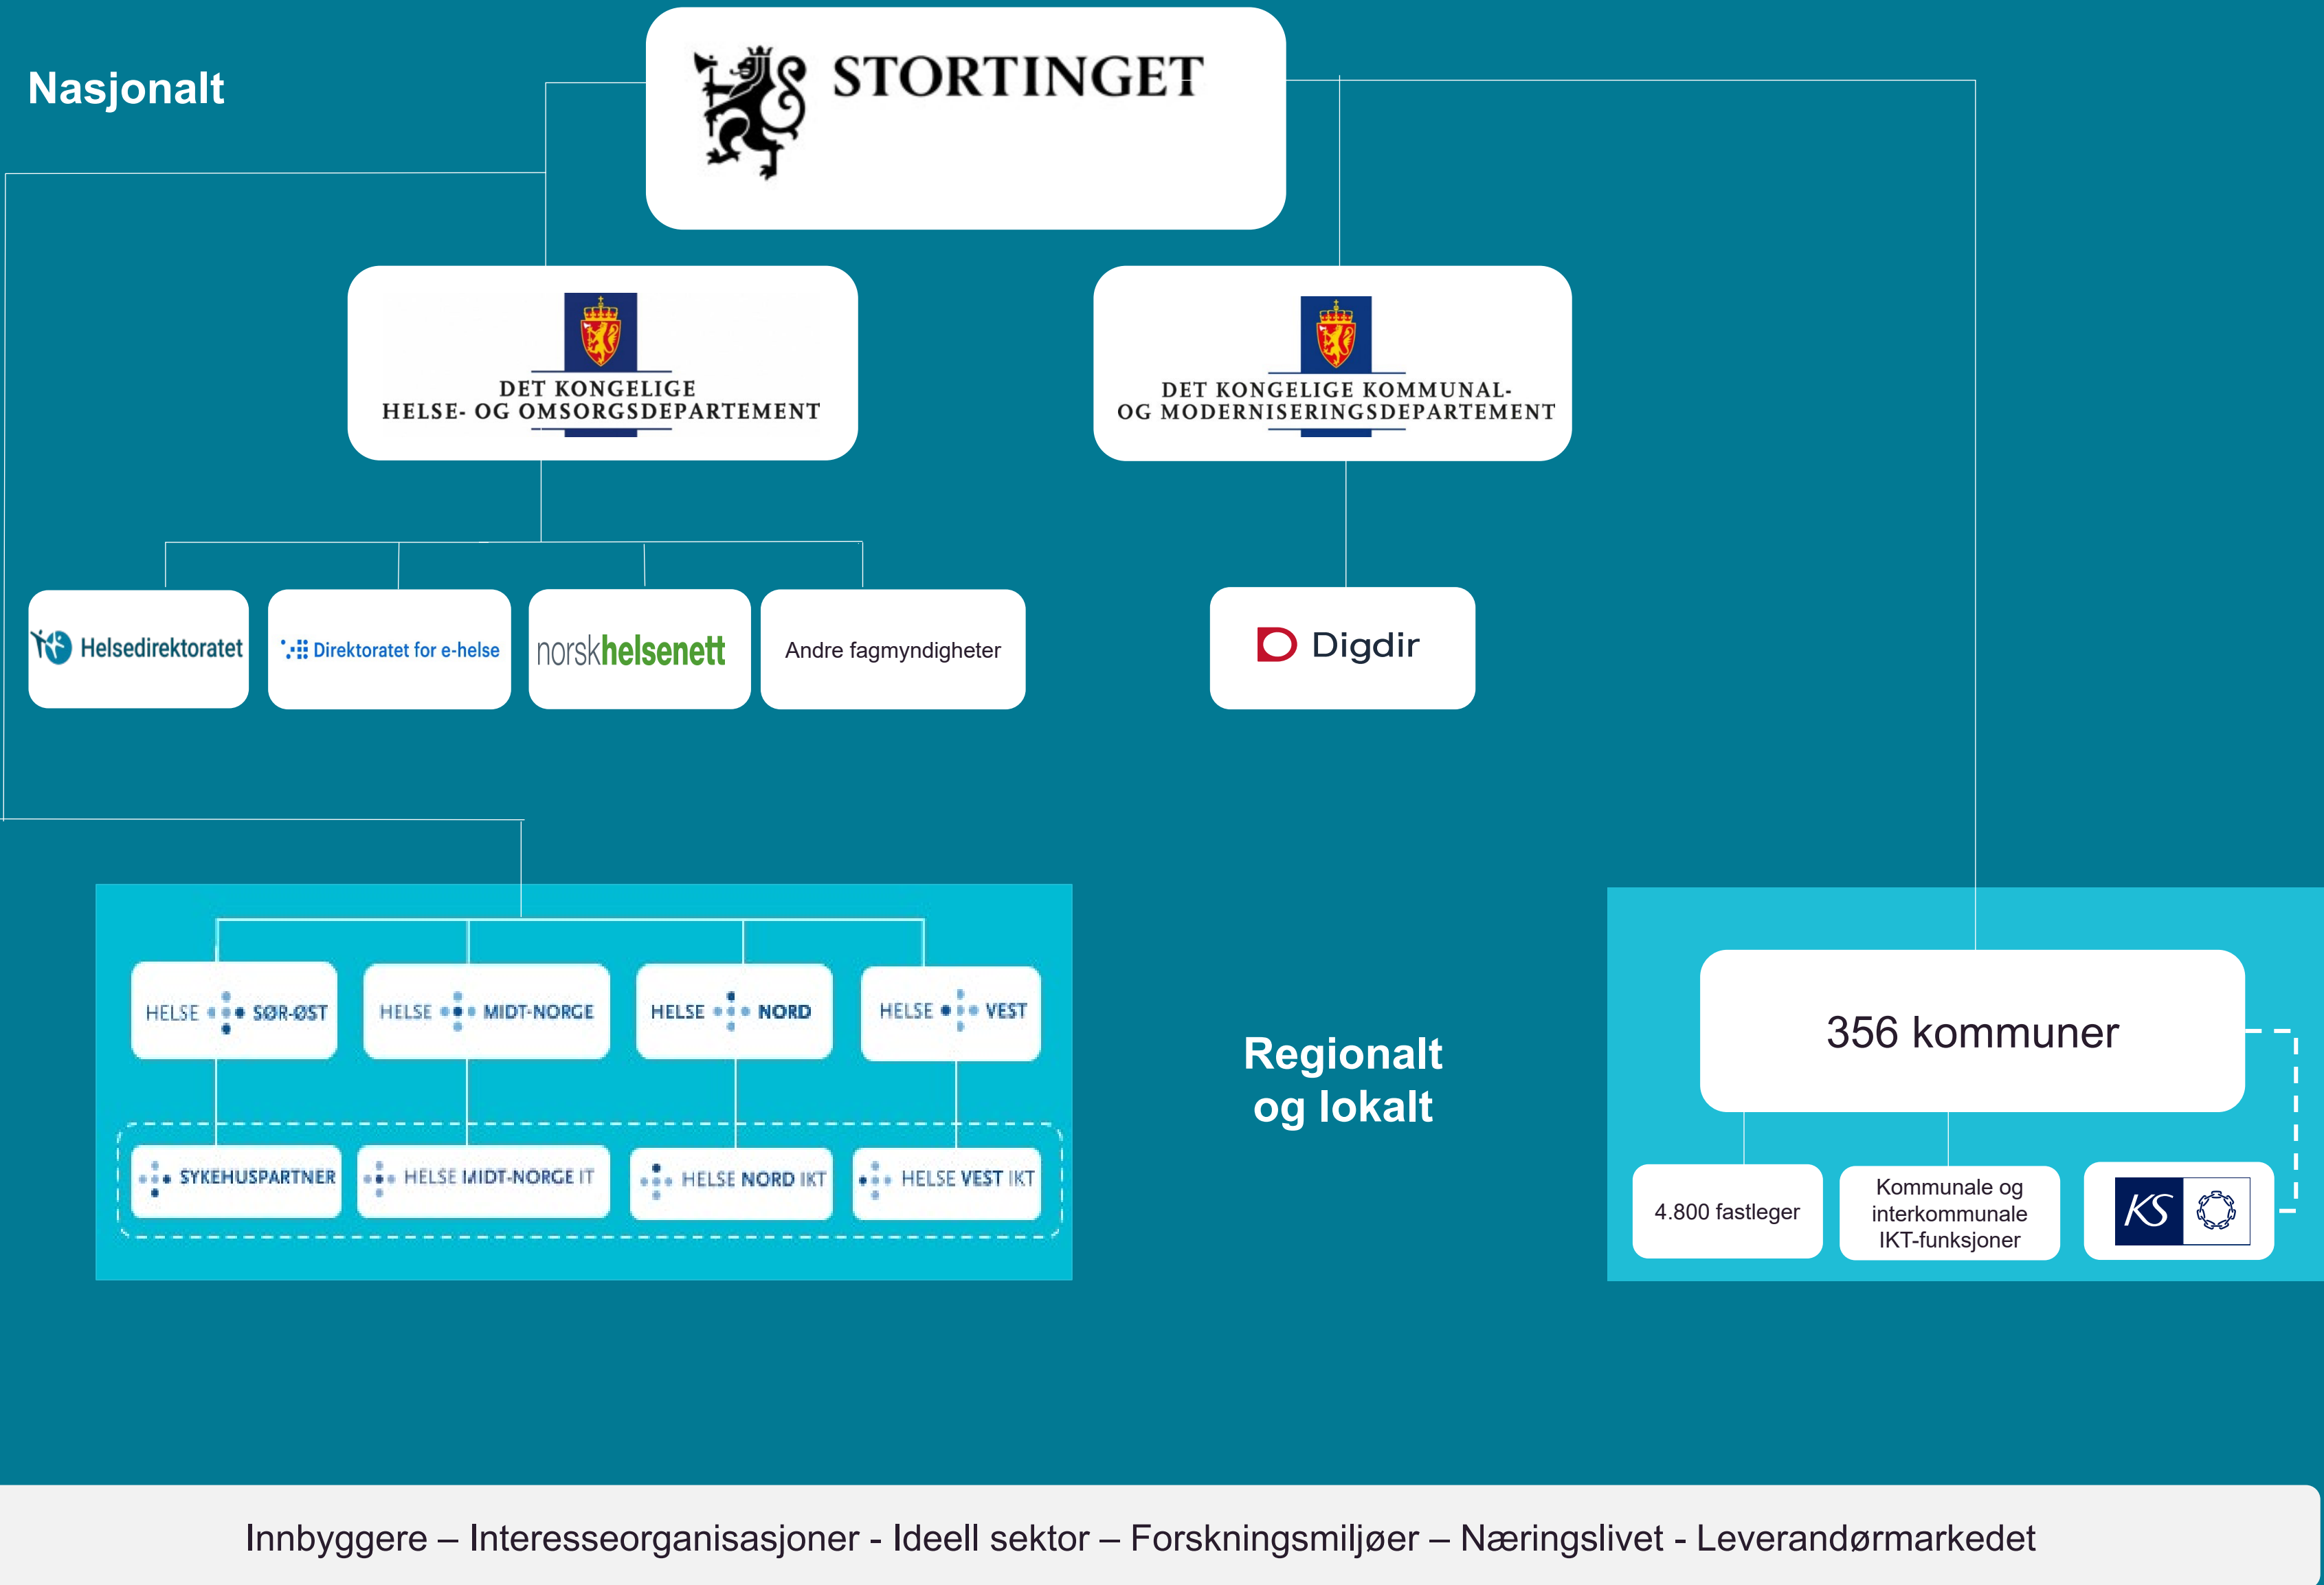 Nasjonalt
STORTINGET
DET KONGELIGE
HELSE- OG OMSORGSDEPARTEMENT
DET KONGELIGE KOMMUNAL-
OG MODERNISERINGSDEPARTEMENT
Helsedirektoratet
Direktoratet for e-helse
norskhelsenett
Andre fagmyndigheter
Digdir
HELSE SØR-ØST
HELSE MIDT-NORGE
HELSE NORD
HELSE VEST
SYKEHUSPARTNER
HELSE MIDT-NORGE IT
HELSE NORD IKT
HELSE VEST IKT
Regionalt
og lokalt
356 kommuner
4.800 fastleger
Kommunale og
interkommunale
IKT-funksjoner
KS
Innbyggere – Interesseorganisasjoner - Ideell sektor – Forskningsmiljøer – Næringslivet - Leverandørmarkedet